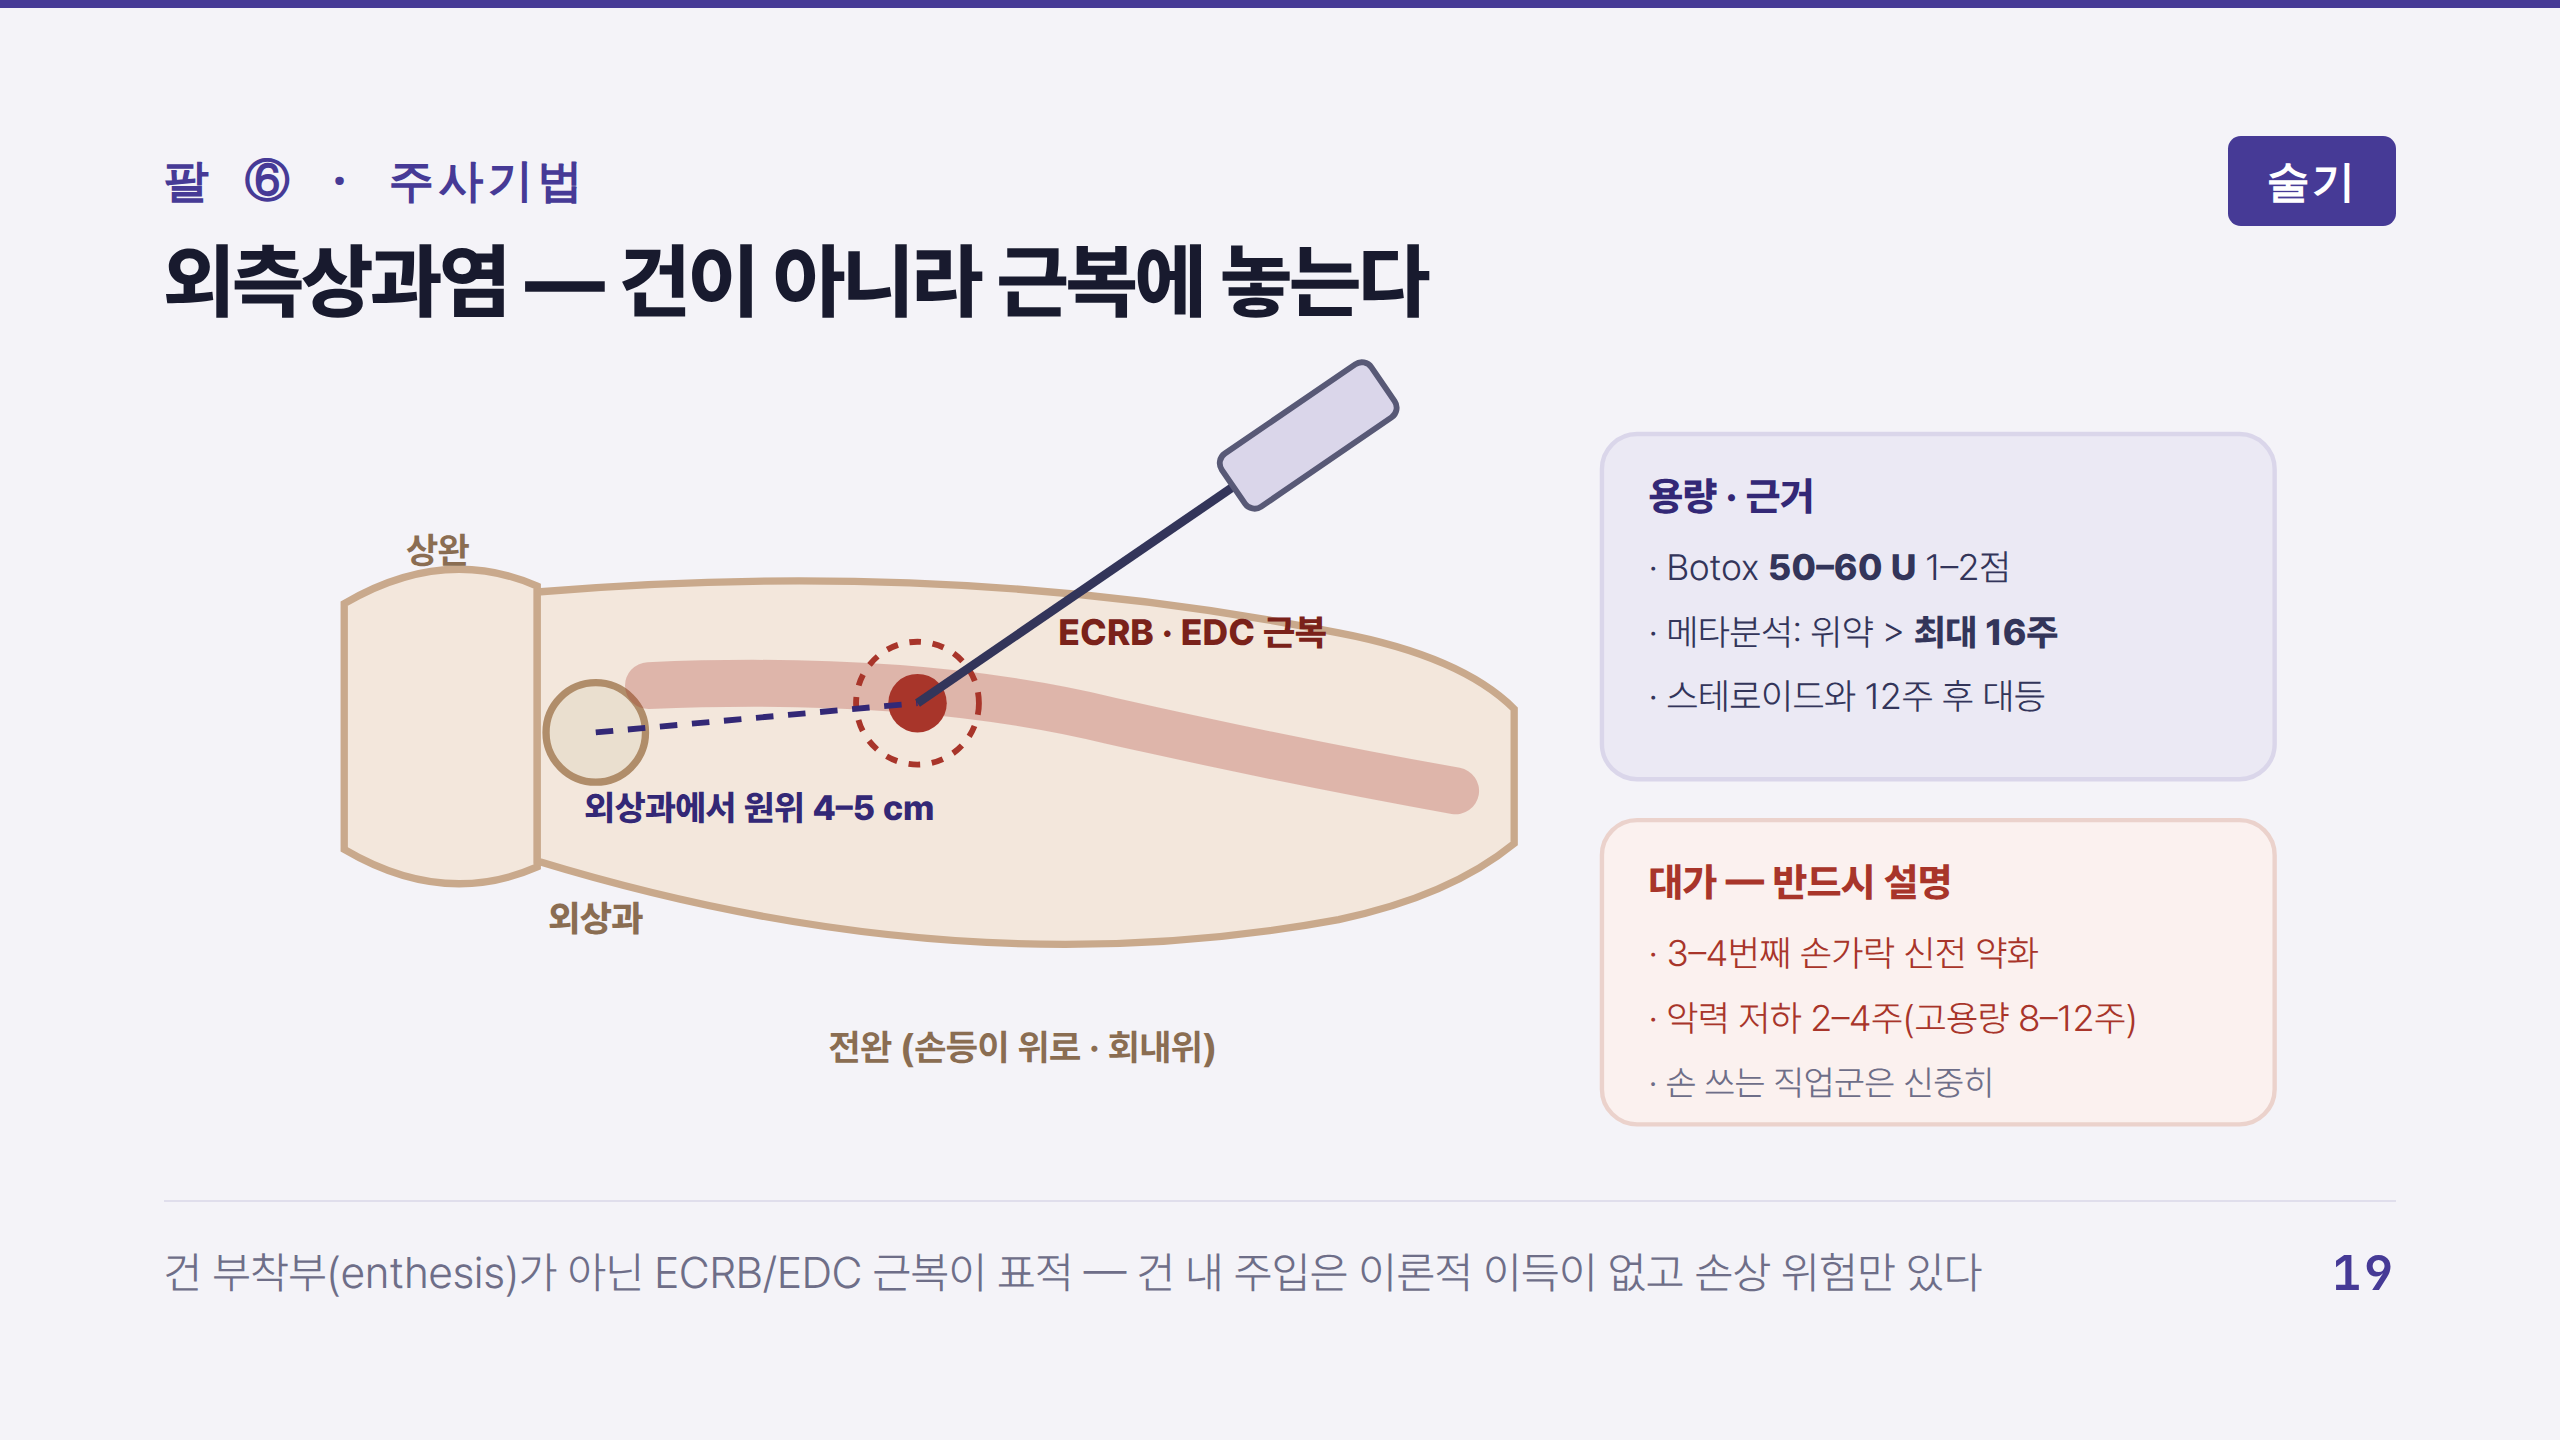 팔 ⑥ · 주사기법
술기
외측상과염 — 건이 아니라 근복에 놓는다
상완
ECRB · EDC 근복
외상과에서 원위 4–5 cm
외상과
전완 (손등이 위로 · 회내위)
용량 · 근거
· Botox 50–60 U 1–2점
· 메타분석: 위약 > 최대 16주
· 스테로이드와 12주 후 대등
대가 — 반드시 설명
· 3–4번째 손가락 신전 약화
· 악력 저하 2–4주(고용량 8–12주)
· 손 쓰는 직업군은 신중히
건 부착부(enthesis)가 아닌 ECRB/EDC 근복이 표적 — 건 내 주입은 이론적 이득이 없고 손상 위험만 있다
19